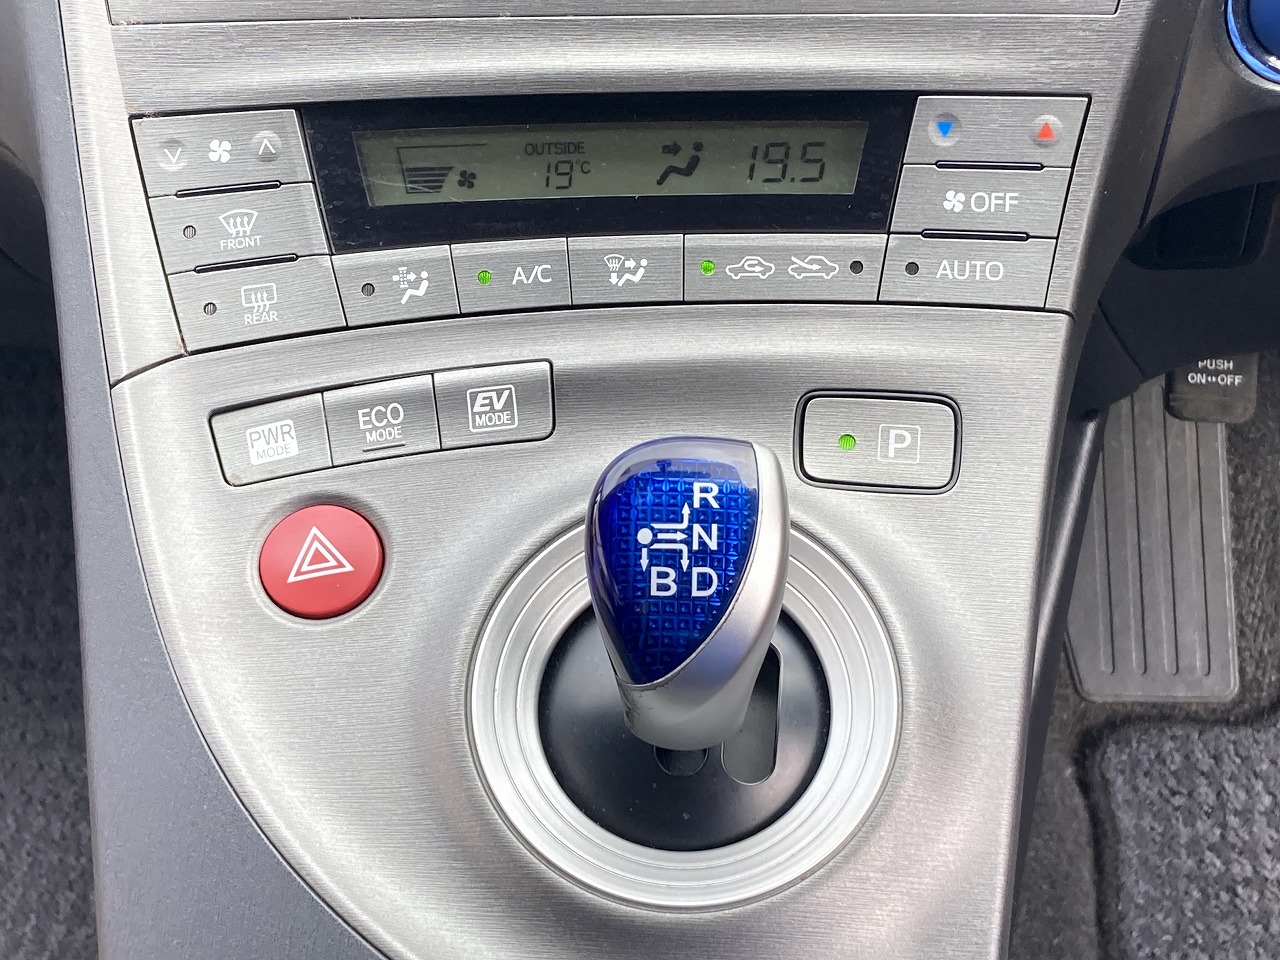 OUTSIDE
19°C
19.5
OFF
FRONT
A/C
AUTO
REAR
PUSH
ON↔OFF
PWR
MODE
ECO
MODE
EV
MODE
P
R
N
B D